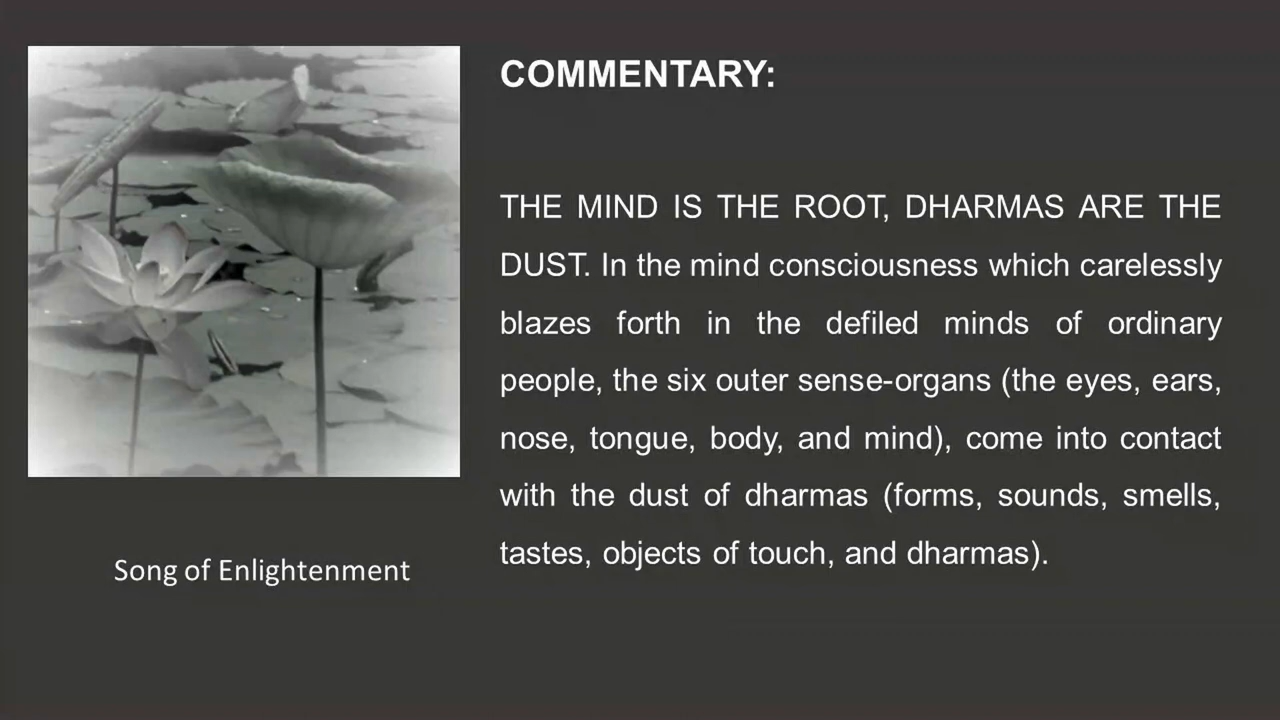 COMMENTARY:
THE MIND IS THE ROOT, DHARMAS ARE THE
DUST. In the mind consciousness which carelessly
blazes forth in the defiled minds of ordinary
people, the six outer sense-organs (the eyes, ears,
nose, tongue, body, and mind), come into contact
with the dust of dharmas (forms, sounds, smells,
tastes, objects of touch, and dharmas).
Song of Enlightenment